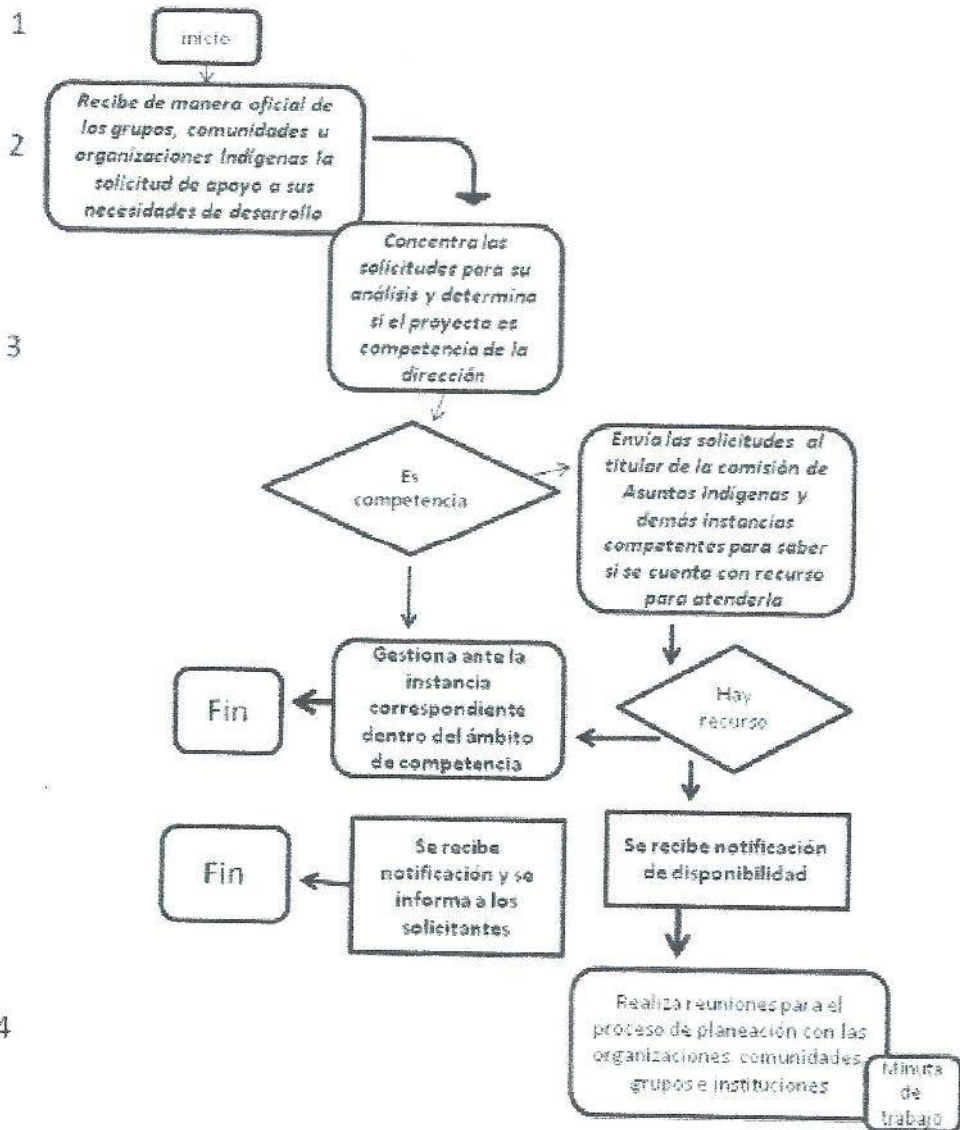 1
inicio
2
Recibe de manera oficial de
los grupos, comunidades u
organizaciones Indígenas la
solicitud de apoyo a sus
necesidades de desarrollo
3
Concentra las
solicitudes para su
análisis y determina
si el proyecto es
competencia de la
dirección
Es
competencia
Envía las solicitudes al
titular de la comisión de
Asuntos Indígenas y
demás instancias
competentes para saber
si se cuenta con recurso
para atenderla
Gestiona ante la
instancia
correspondiente
dentro del ámbito
de competencia
Fin
Hay
recurso
Fin
Se recibe
notificación y se
informa a los
solicitantes
Se recibe notificación
de disponibilidad
4
Realiza reuniones para el
proceso de planeación con las
organizaciones comunidades
grupos e instituciones
Minuta
de
trabajo